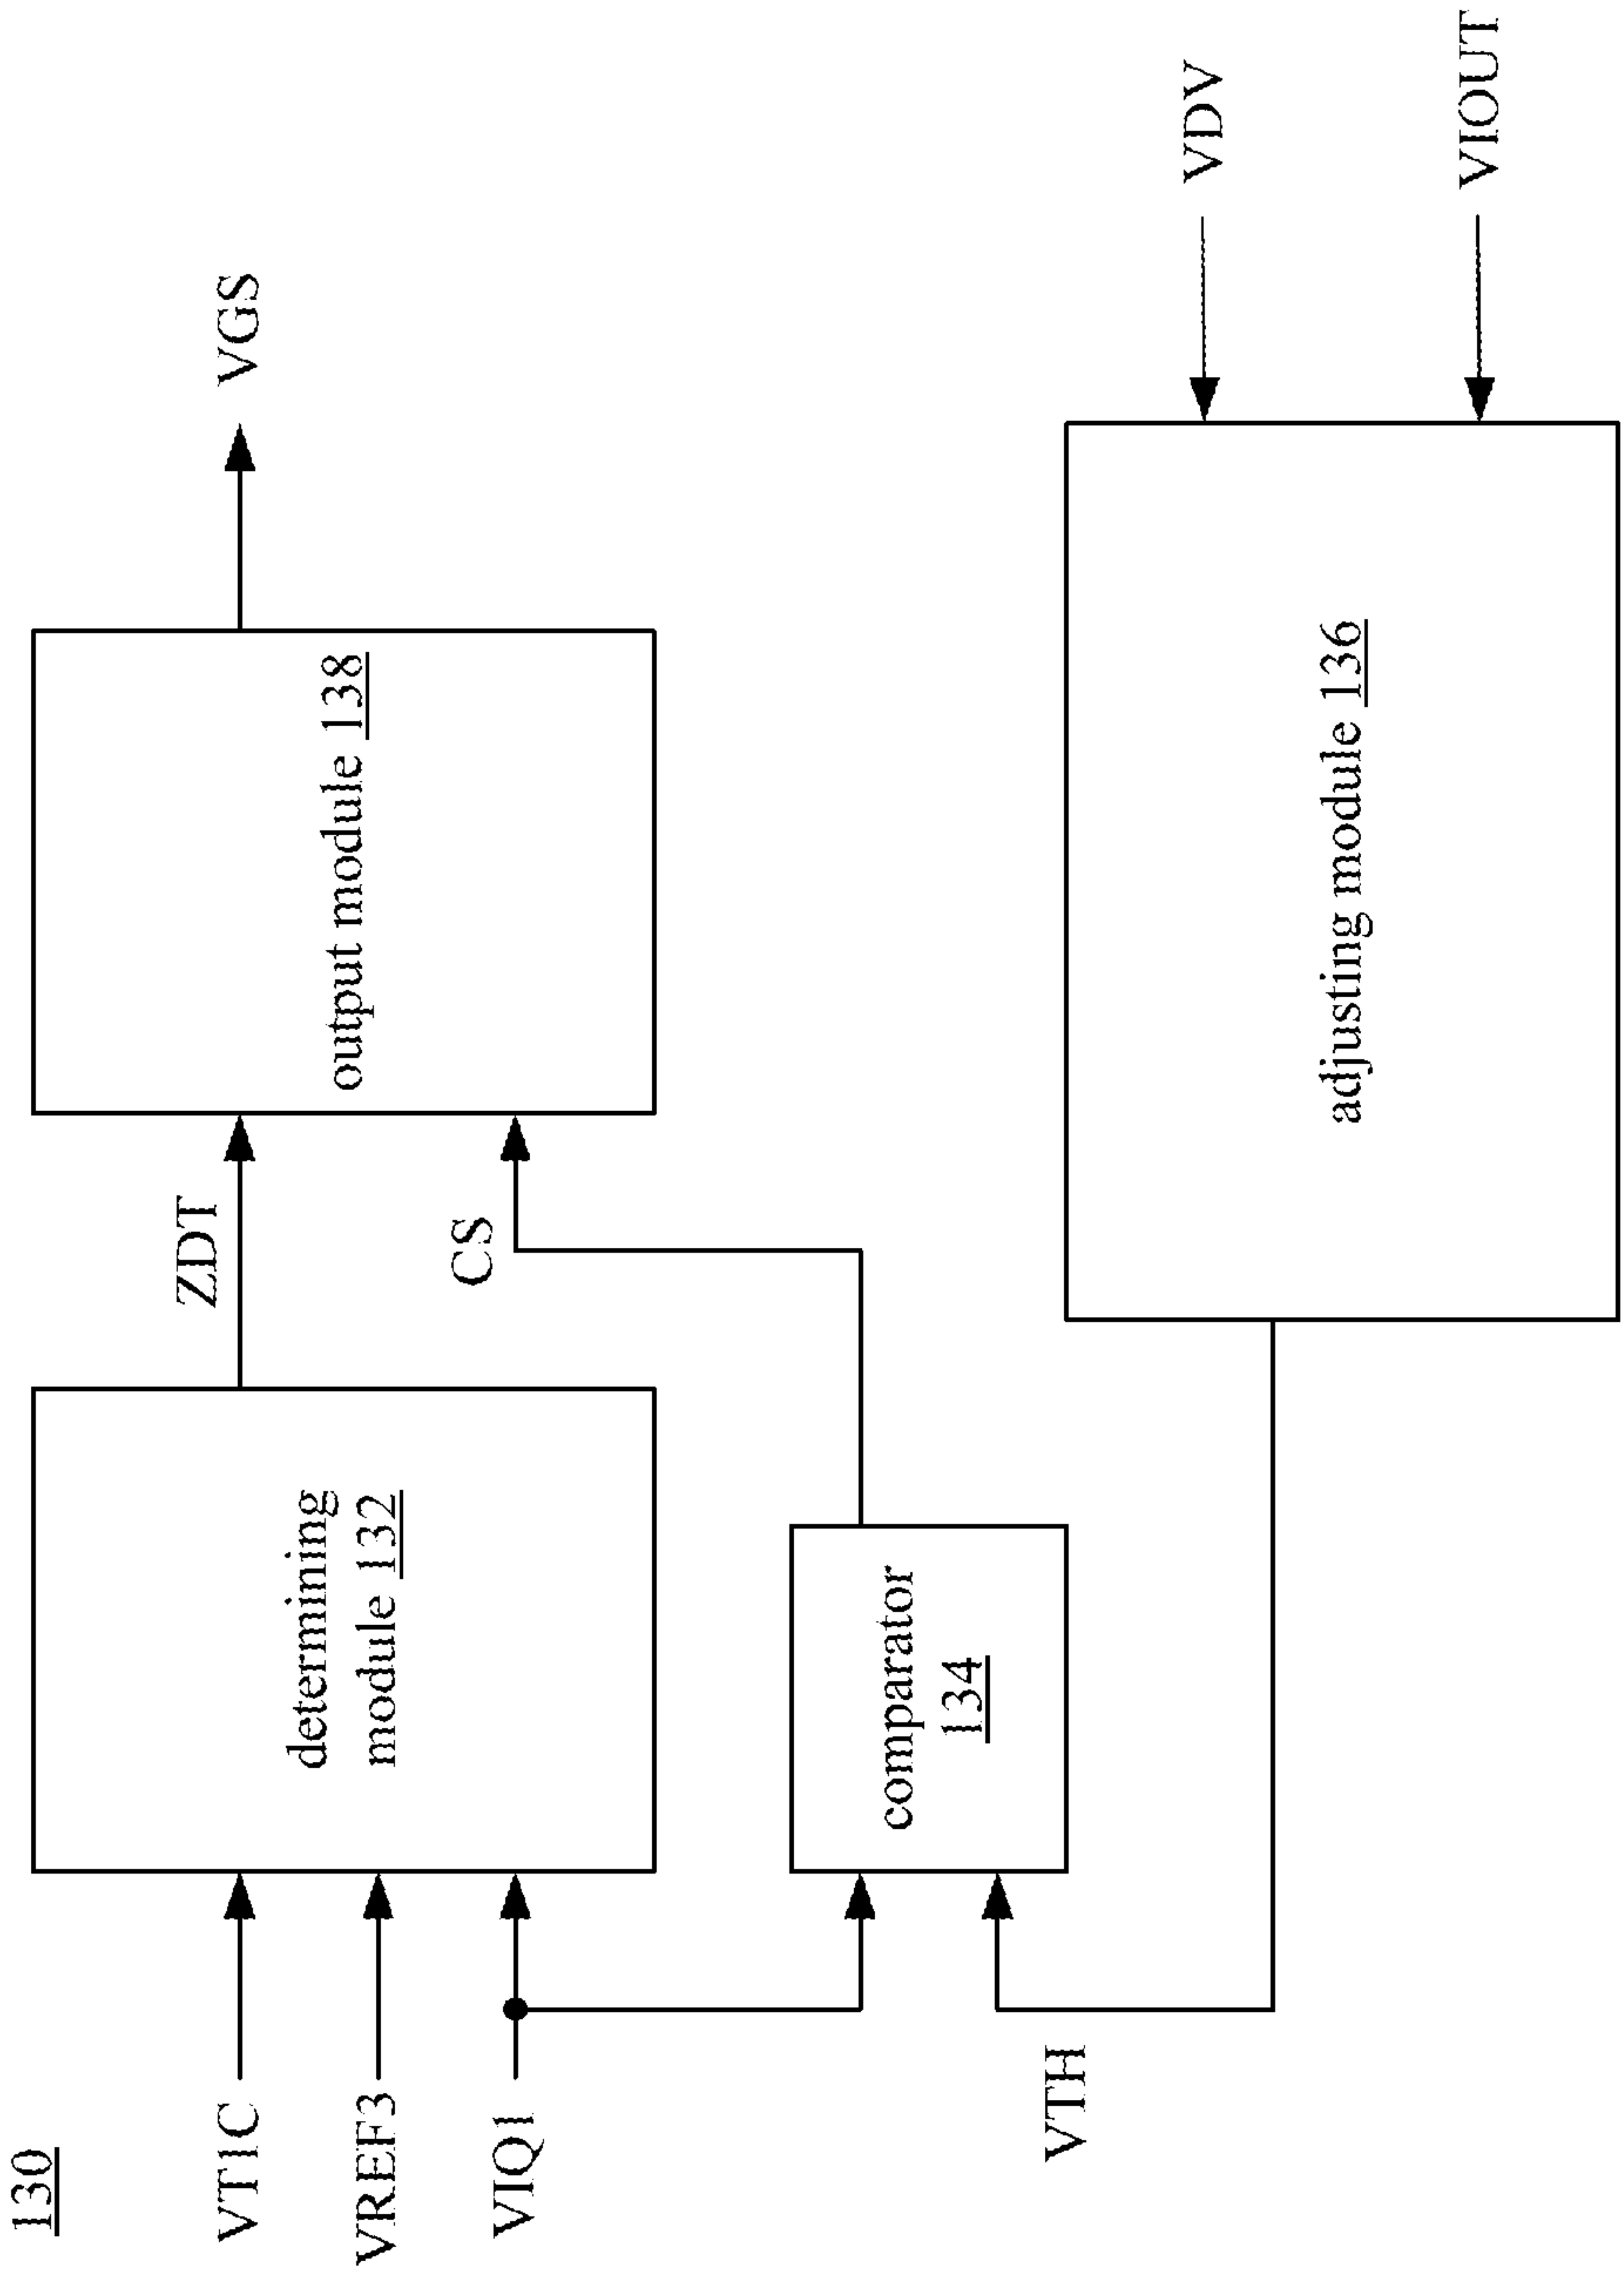 130
VT1C
VREF3
VIQ1
determining
module 132
ZDT
CS
output module 138
VGS
comparator
134
VTH
adjusting module 136
VDV
VIOUT